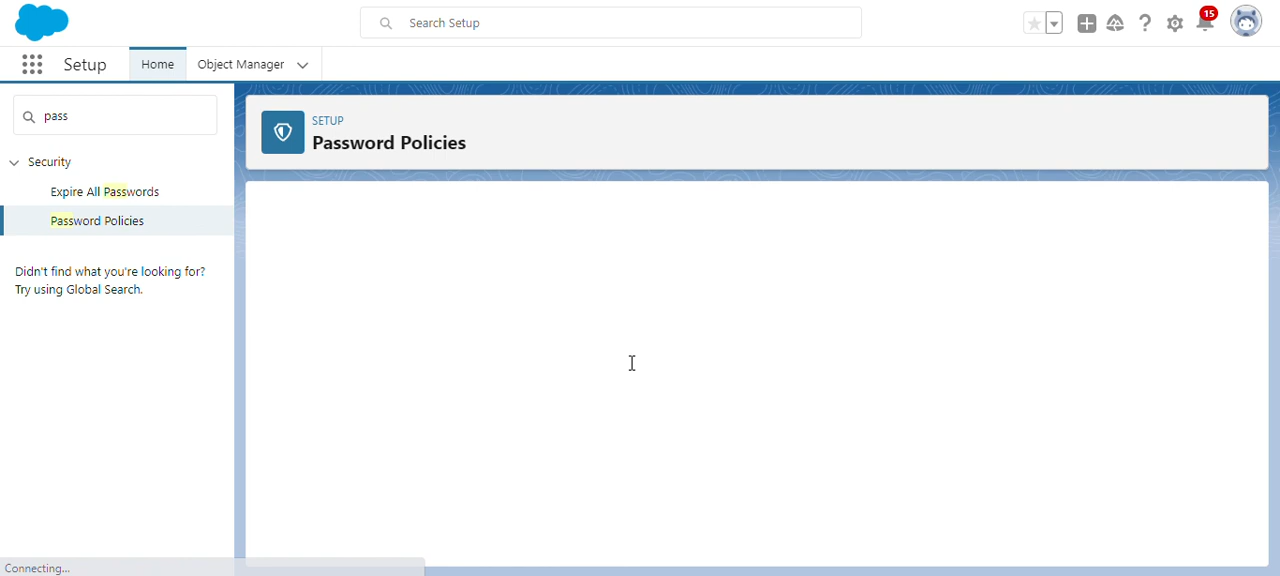 Search Setup
15
Setup
Home
Object Manager
pass
Security
Expire All Passwords
Password Policies
Didn't find what you're looking for?
Try using Global Search.
SETUP
Password Policies
Connecting...